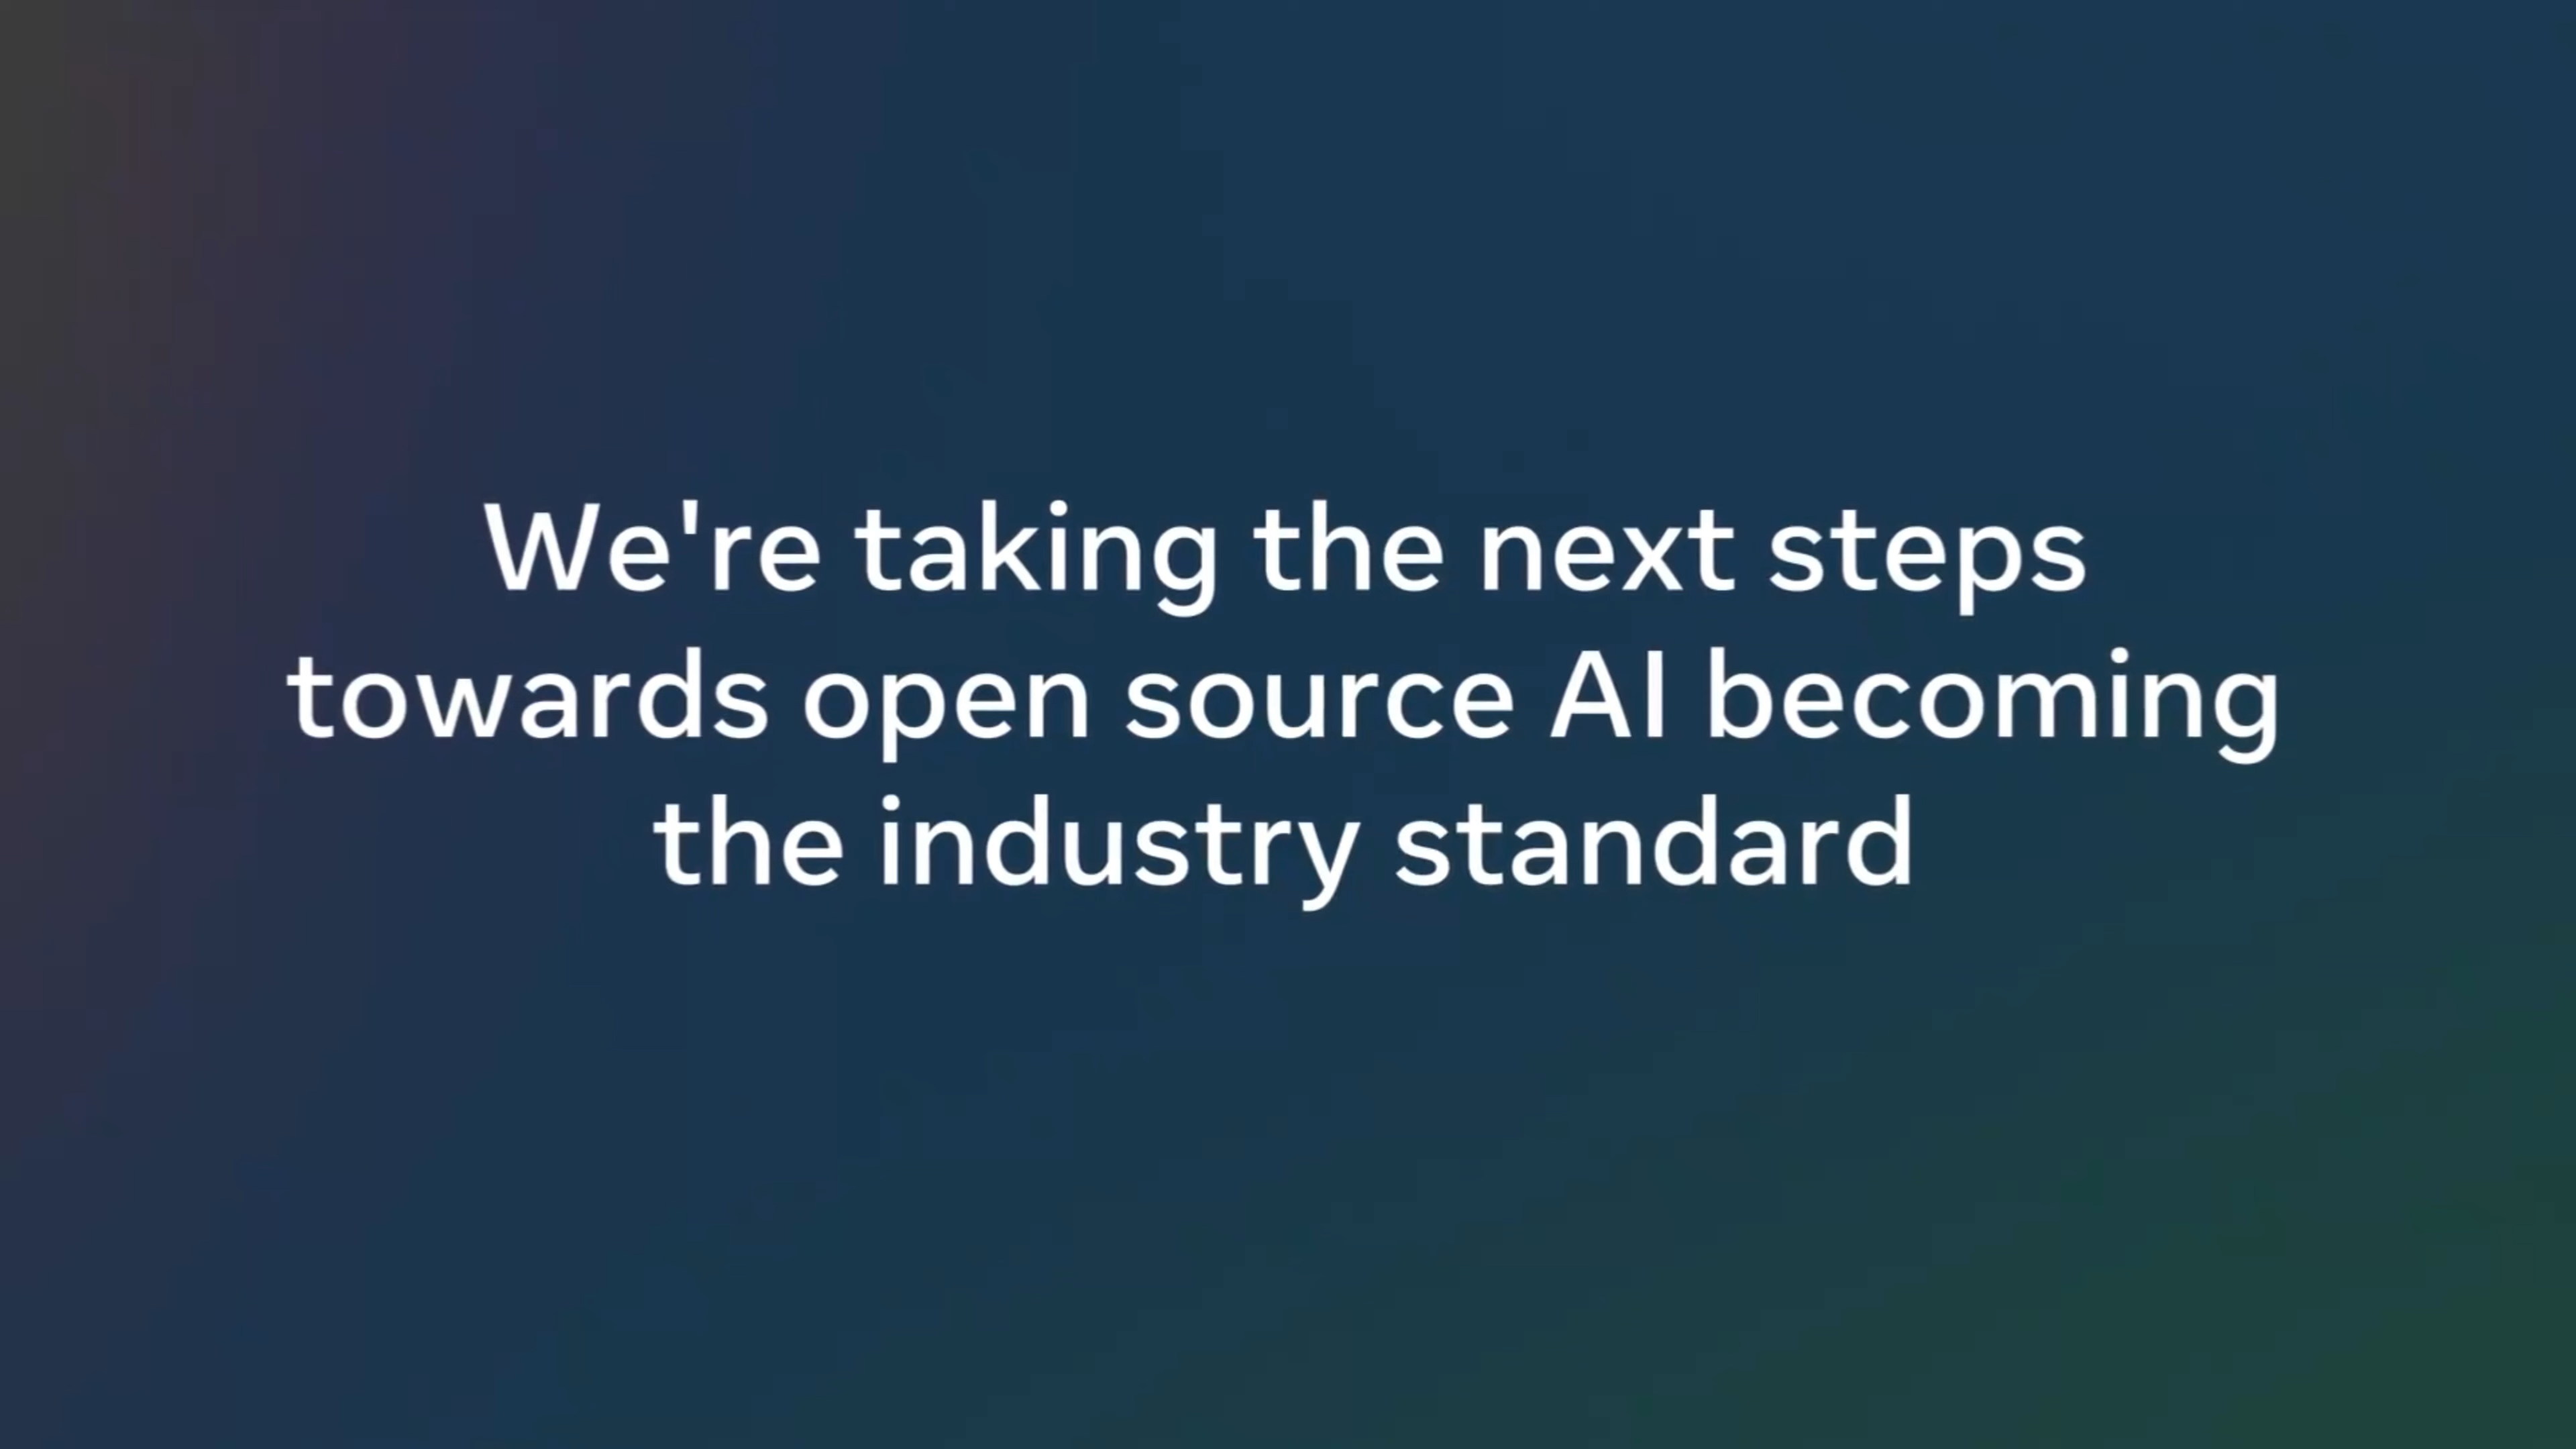 We're taking the next steps
towards open source AI becoming
the industry standard